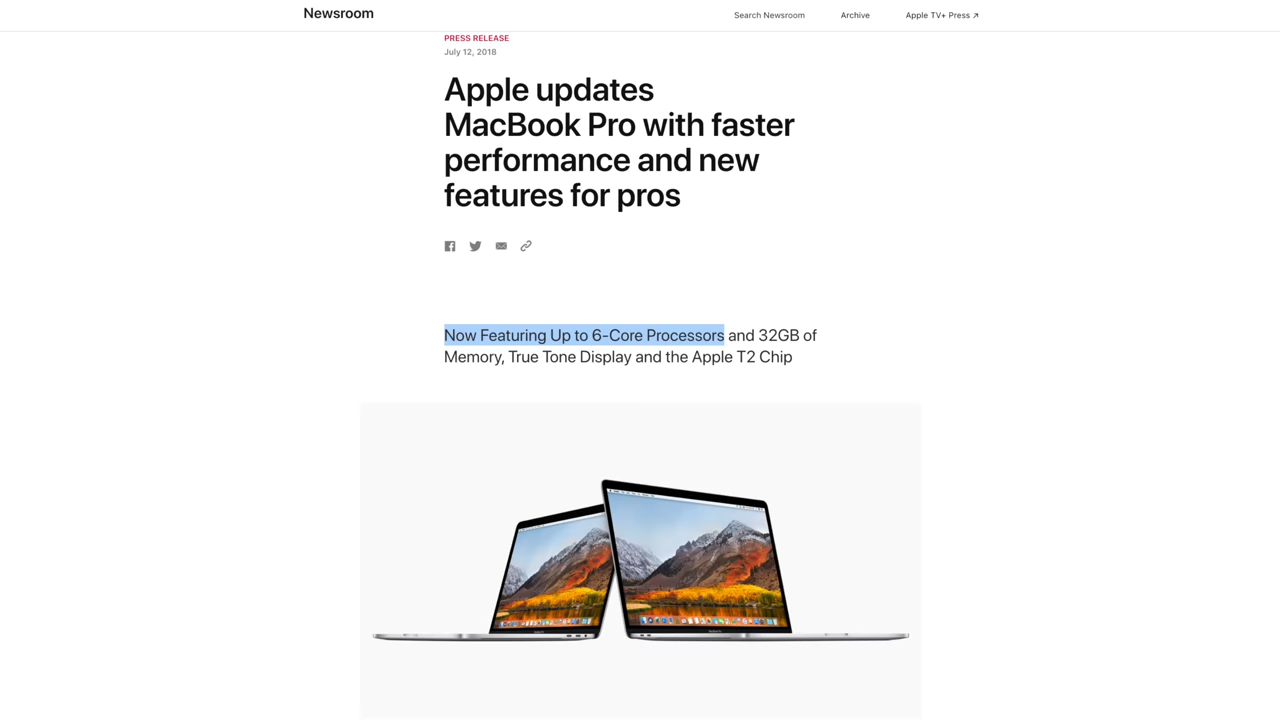 Newsroom
Search Newsroom
Archive
Apple TV+ Press ↗
PRESS RELEASE
July 12, 2018
Apple updates
MacBook Pro with faster
performance and new
features for pros
Now Featuring Up to 6-Core Processors and 32GB of
Memory, True Tone Display and the Apple T2 Chip